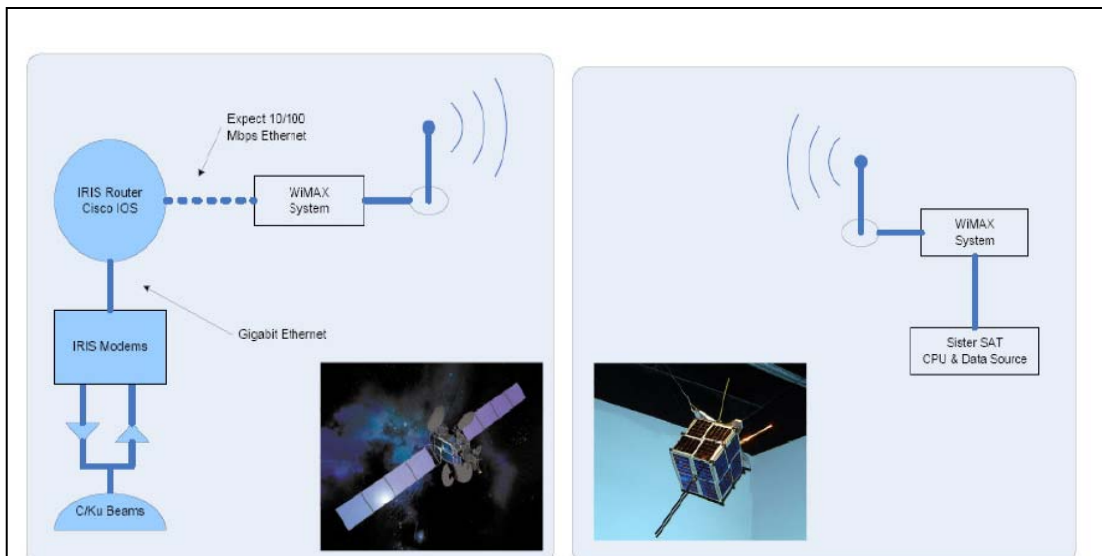 Expect 10/100
Mbps Ethernet
IRIS Router
Cisco IOS
WiMAX
System
Gigabit Ethernet
IRIS Modems
C/Ku Beams
WiMAX
System
Sister SAT
CPU & Data Source